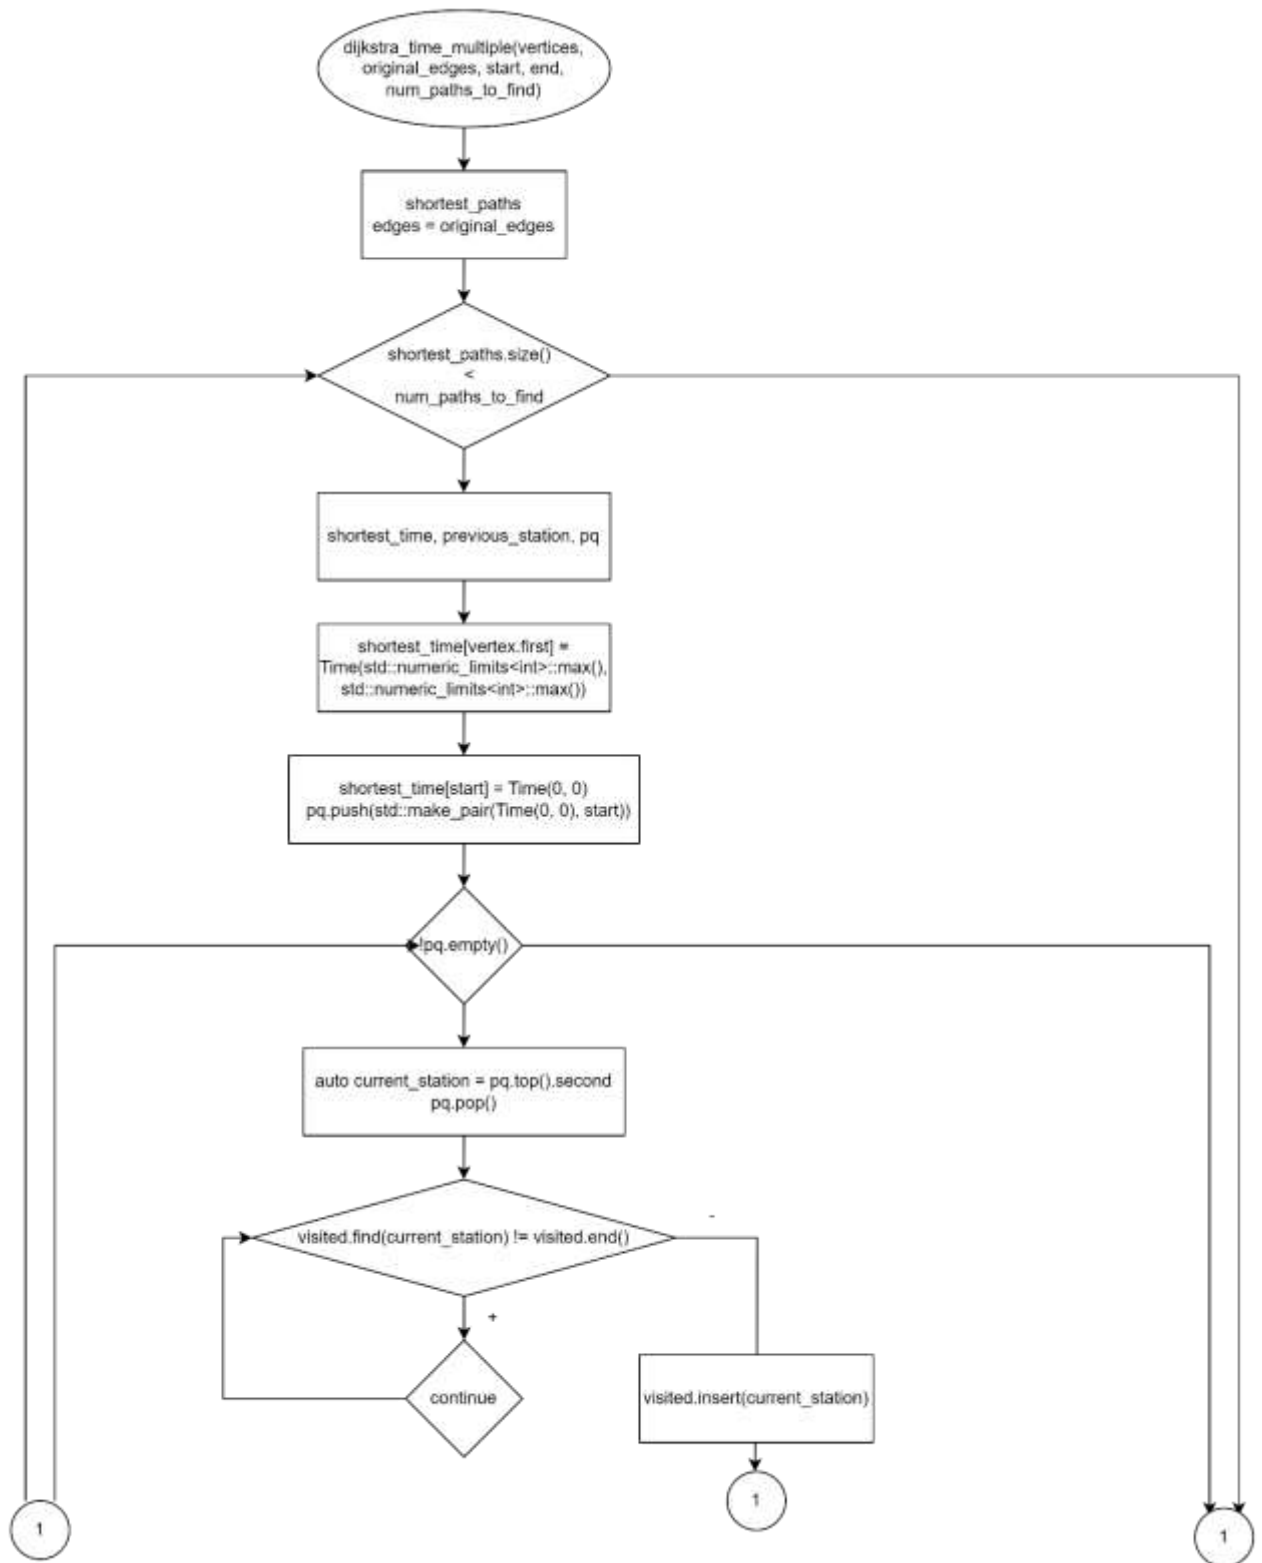 dijkstra_time_multiple(vertices,
original_edges, start, end,
num_paths_to_find)
shortest_paths
edges = original_edges
shortest_paths.size()
<
num_paths_to_find
shortest_time, previous_station, pq
shortest_time[vertex.first] =
Time(std::numeric_limits<int>::max(),
std::numeric_limits<int>::max())
shortest_time[start] = Time(0, 0)
pq.push(std::make_pair(Time(0, 0), start))
!pq.empty()
auto current_station = pq.top().second
pq.pop()
visited.find(current_station) != visited.end()
-
+
continue
visited.insert(current_station)
1
1
1